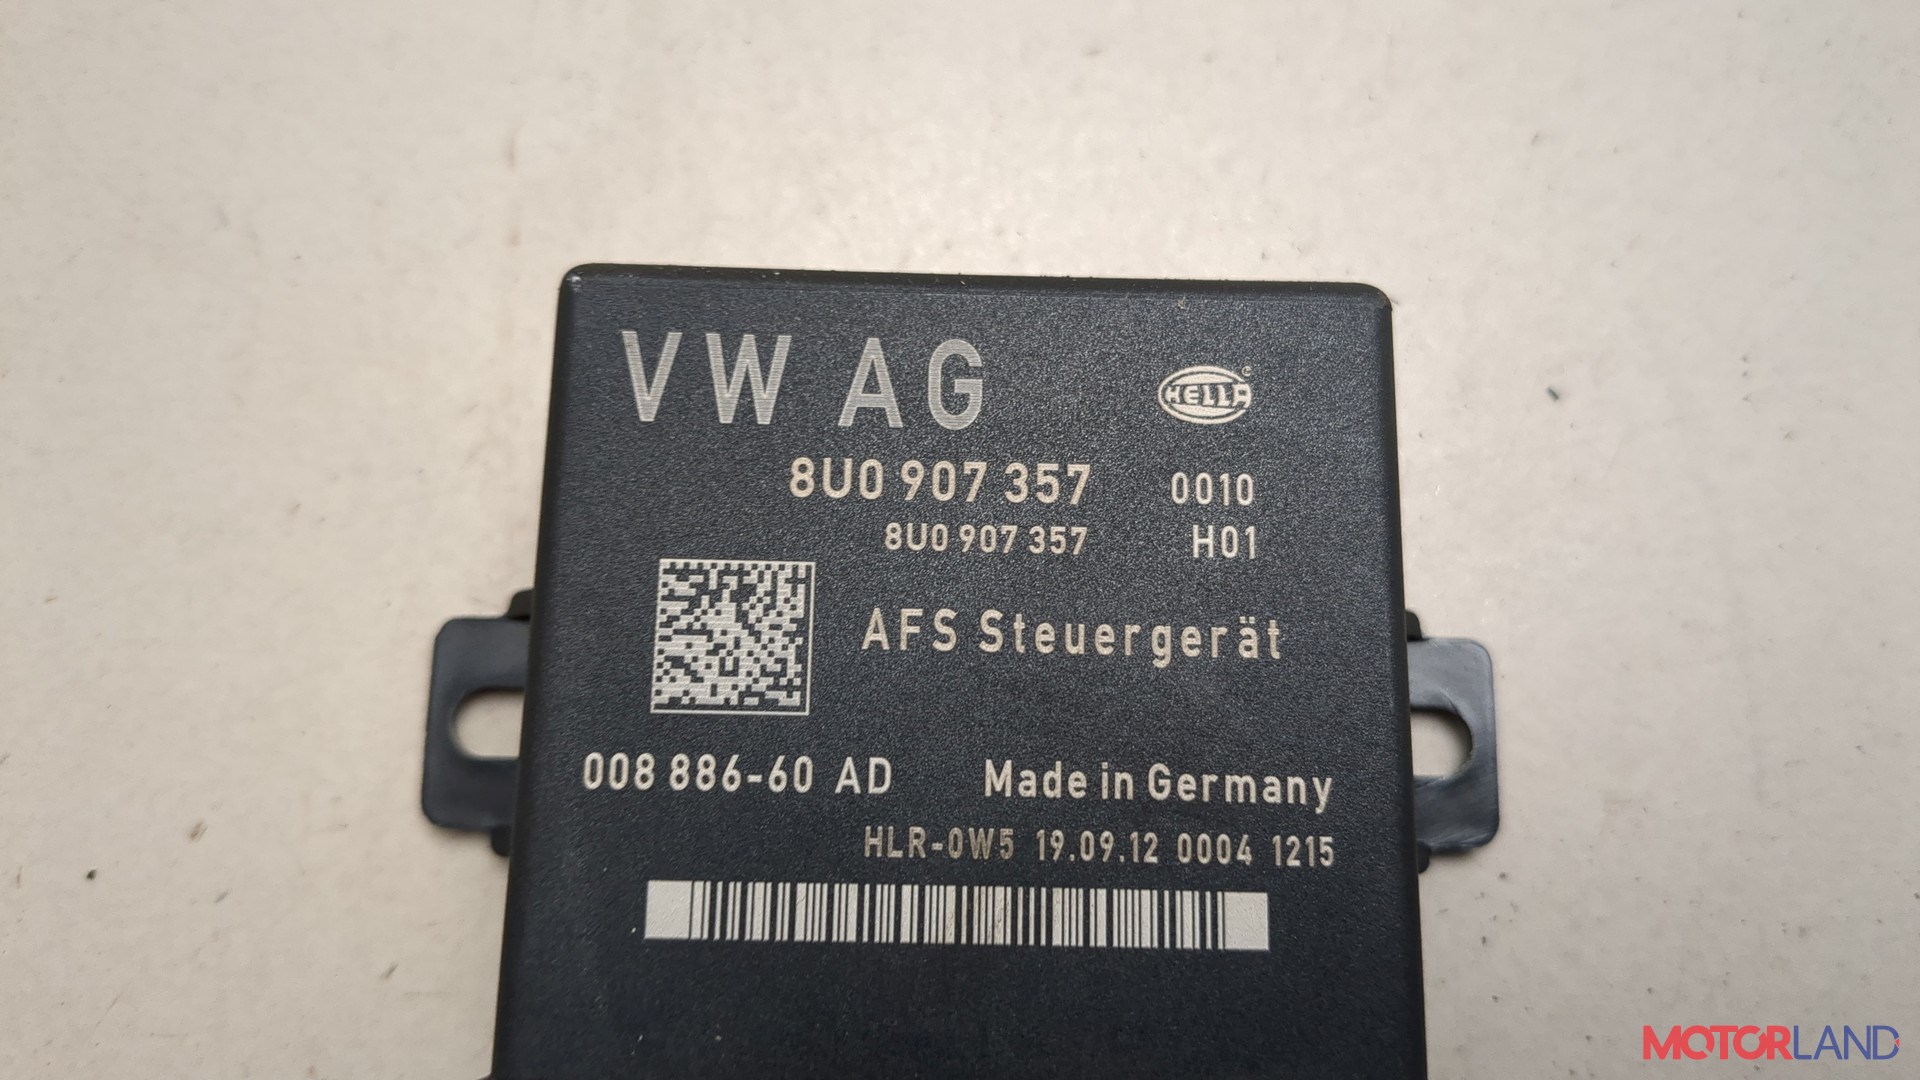 VW AG
HELLA
8U0 907 357 0010
8U0 907 357 H01
AFS Steuergerät
008 886-60 AD Made in Germany
HLR-0W5 19.09.12 0004 1215
MOTORLAND